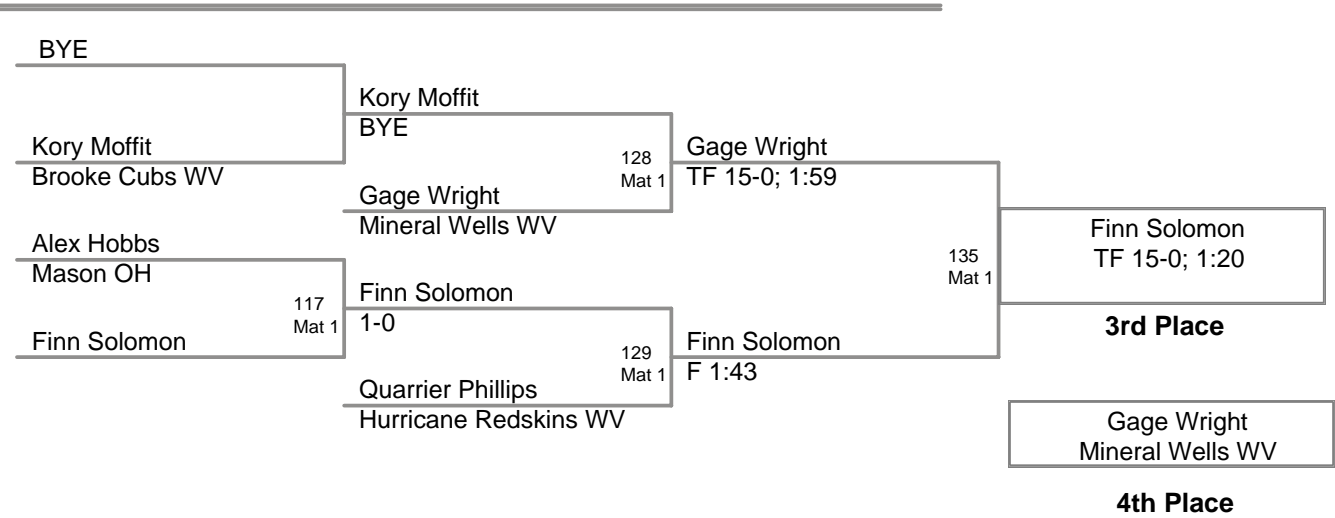 BYE
Kory Moffit
BYE
Kory Moffit
Brooke Cubs WV
128
Mat 1
Gage Wright
TF 15-0; 1:59
Gage Wright
Mineral Wells WV
Alex Hobbs
Mason OH
117
Mat 1
Finn Solomon
1-0
Finn Solomon
129
Mat 1
Finn Solomon
F 1:43
Quarrier Phillips
Hurricane Redskins WV
135
Mat 1
Finn Solomon
TF 15-0; 1:20
3rd Place
Gage Wright
Mineral Wells WV
4th Place